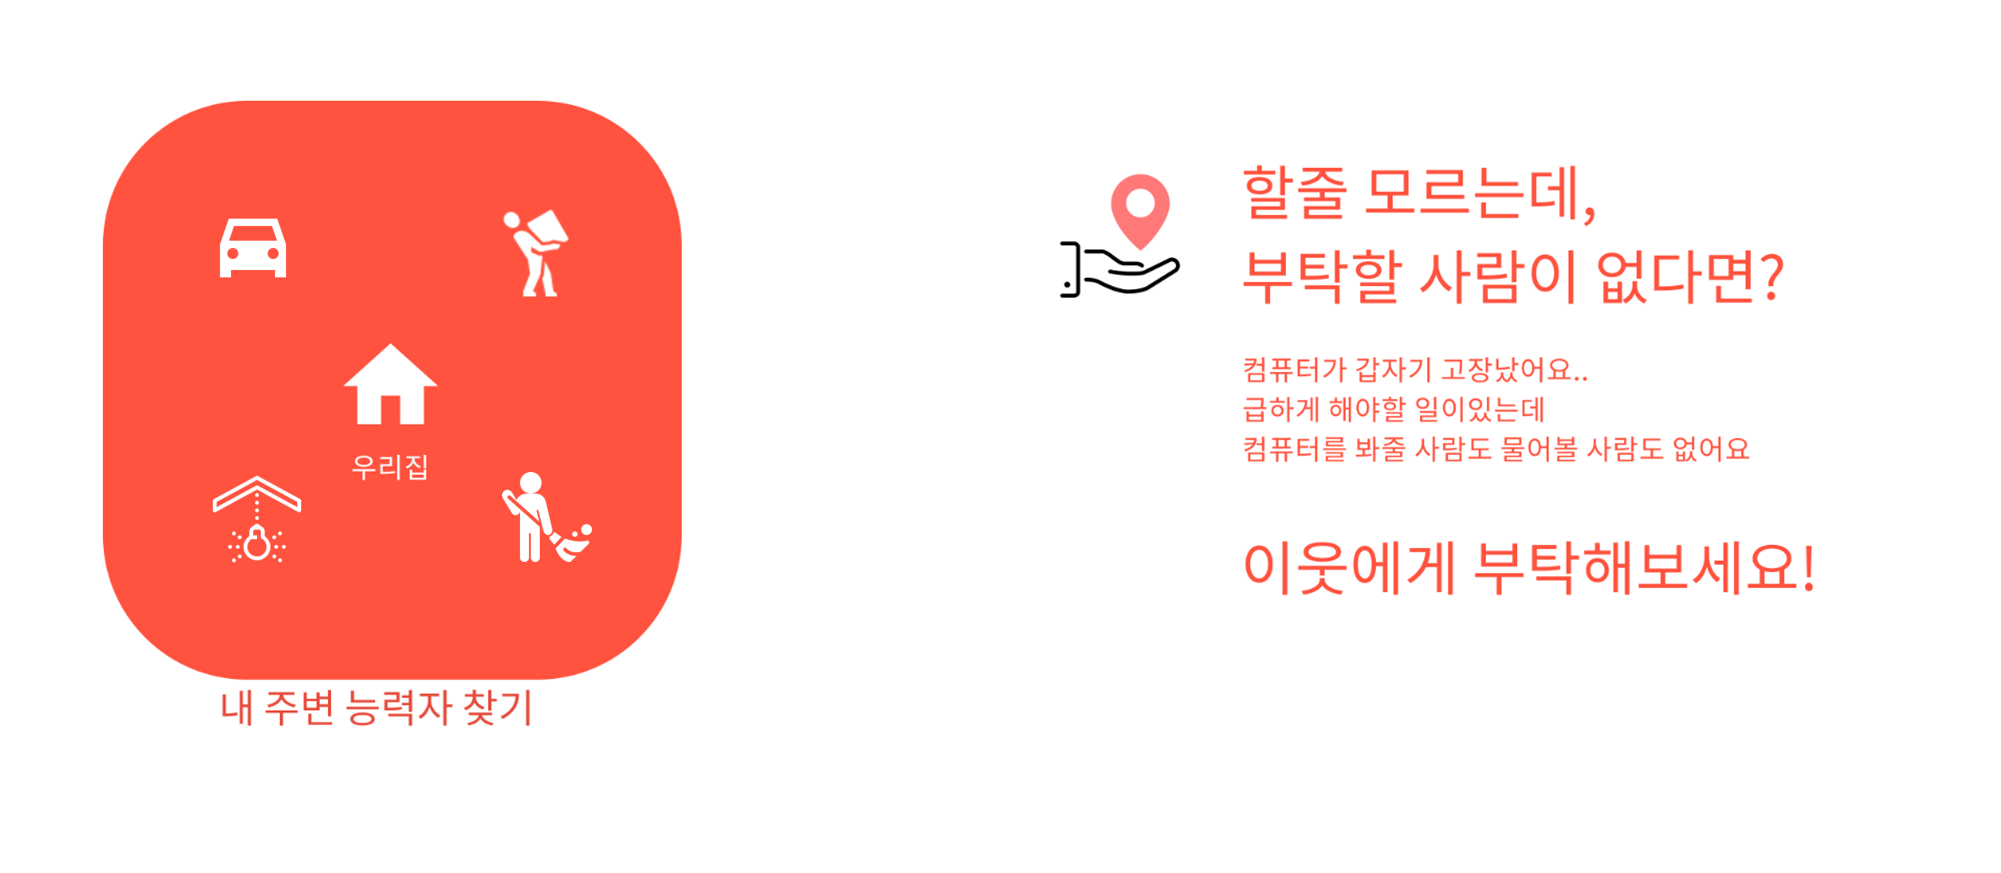 우리집
내 주변 능력자 찾기
할줄 모르는데,
부탁할 사람이 없다면?
컴퓨터가 갑자기 고장났어요..
급하게 해야할 일이있는데
컴퓨터를 봐줄 사람도 물어볼 사람도 없어요
이웃에게 부탁해보세요!